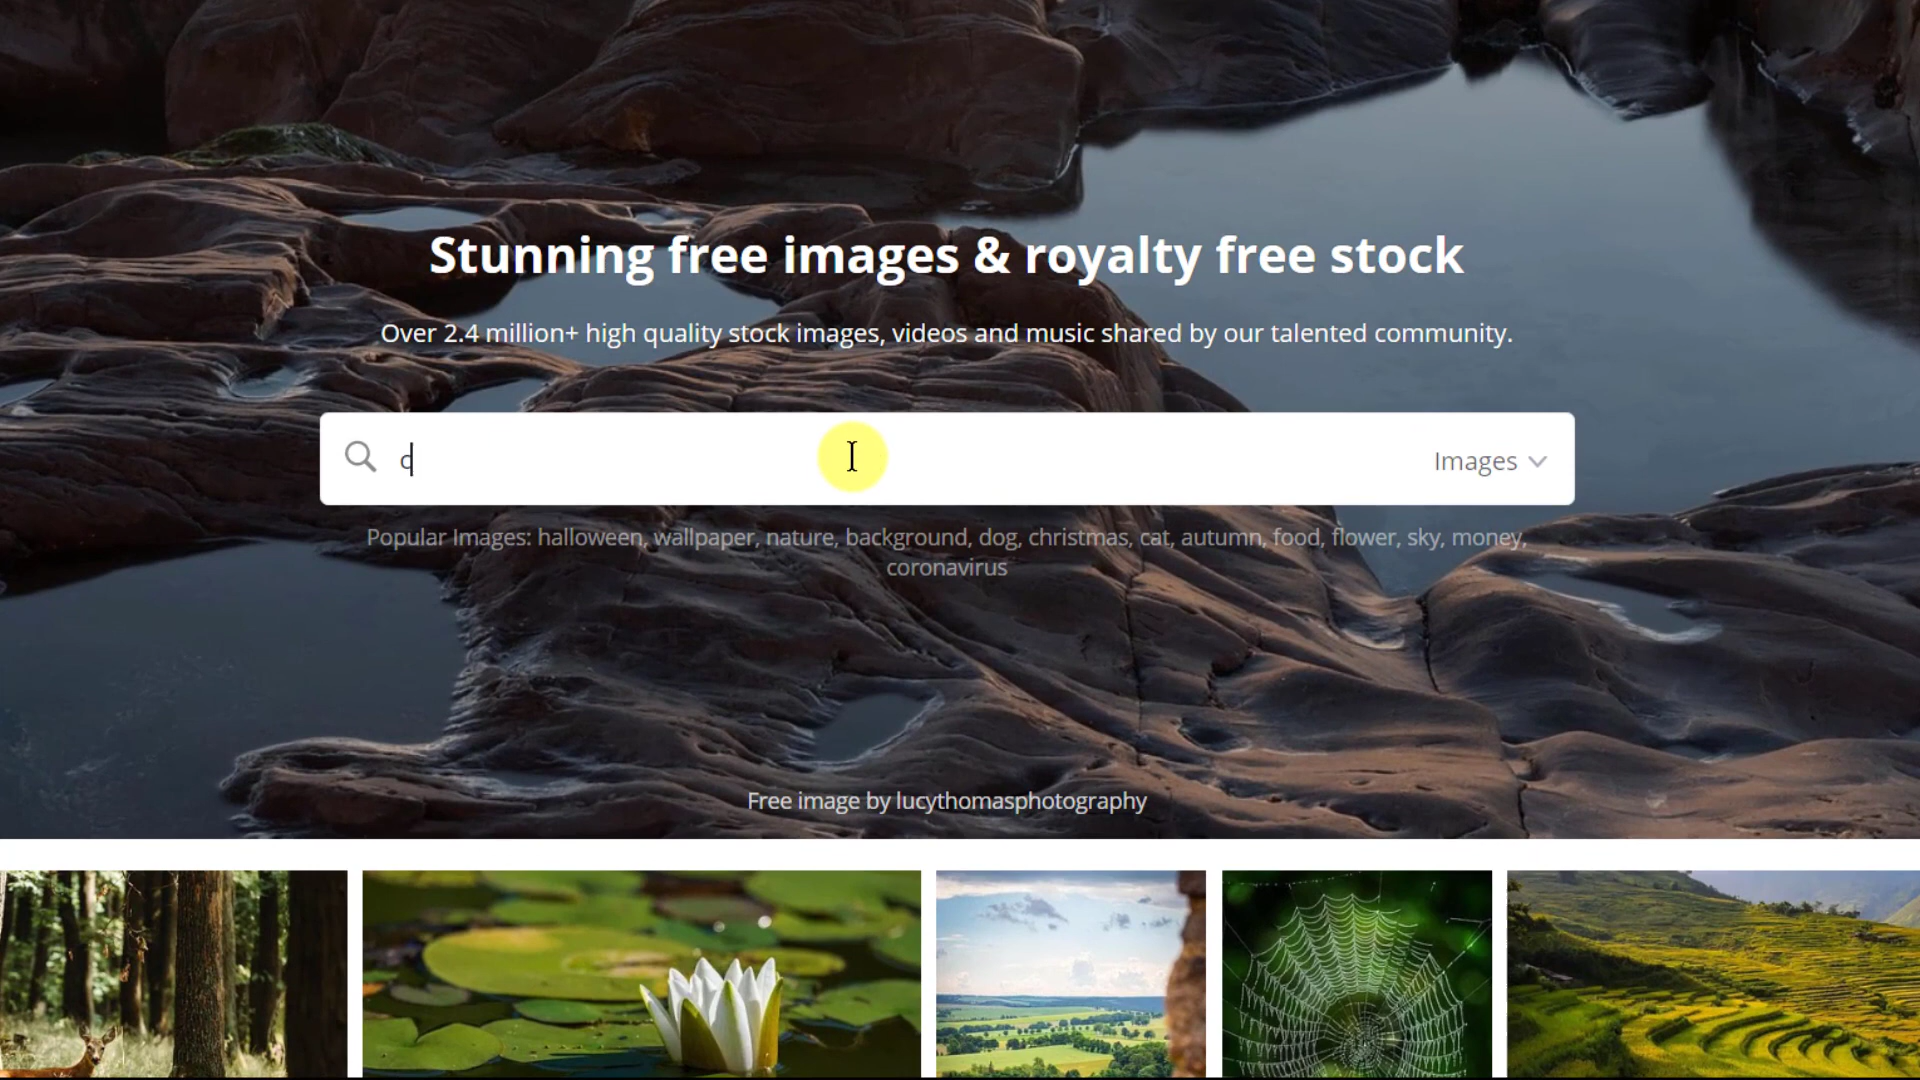 Stunning free images & royalty free stock
Over 2.4 million+ high quality stock images, videos and music shared by our talented community.
c
Images
Popular Images: halloween, wallpaper, nature, background, dog, christmas, cat, autumn, food, flower, sky, money,
coronavirus
Free image by lucythomasphotography